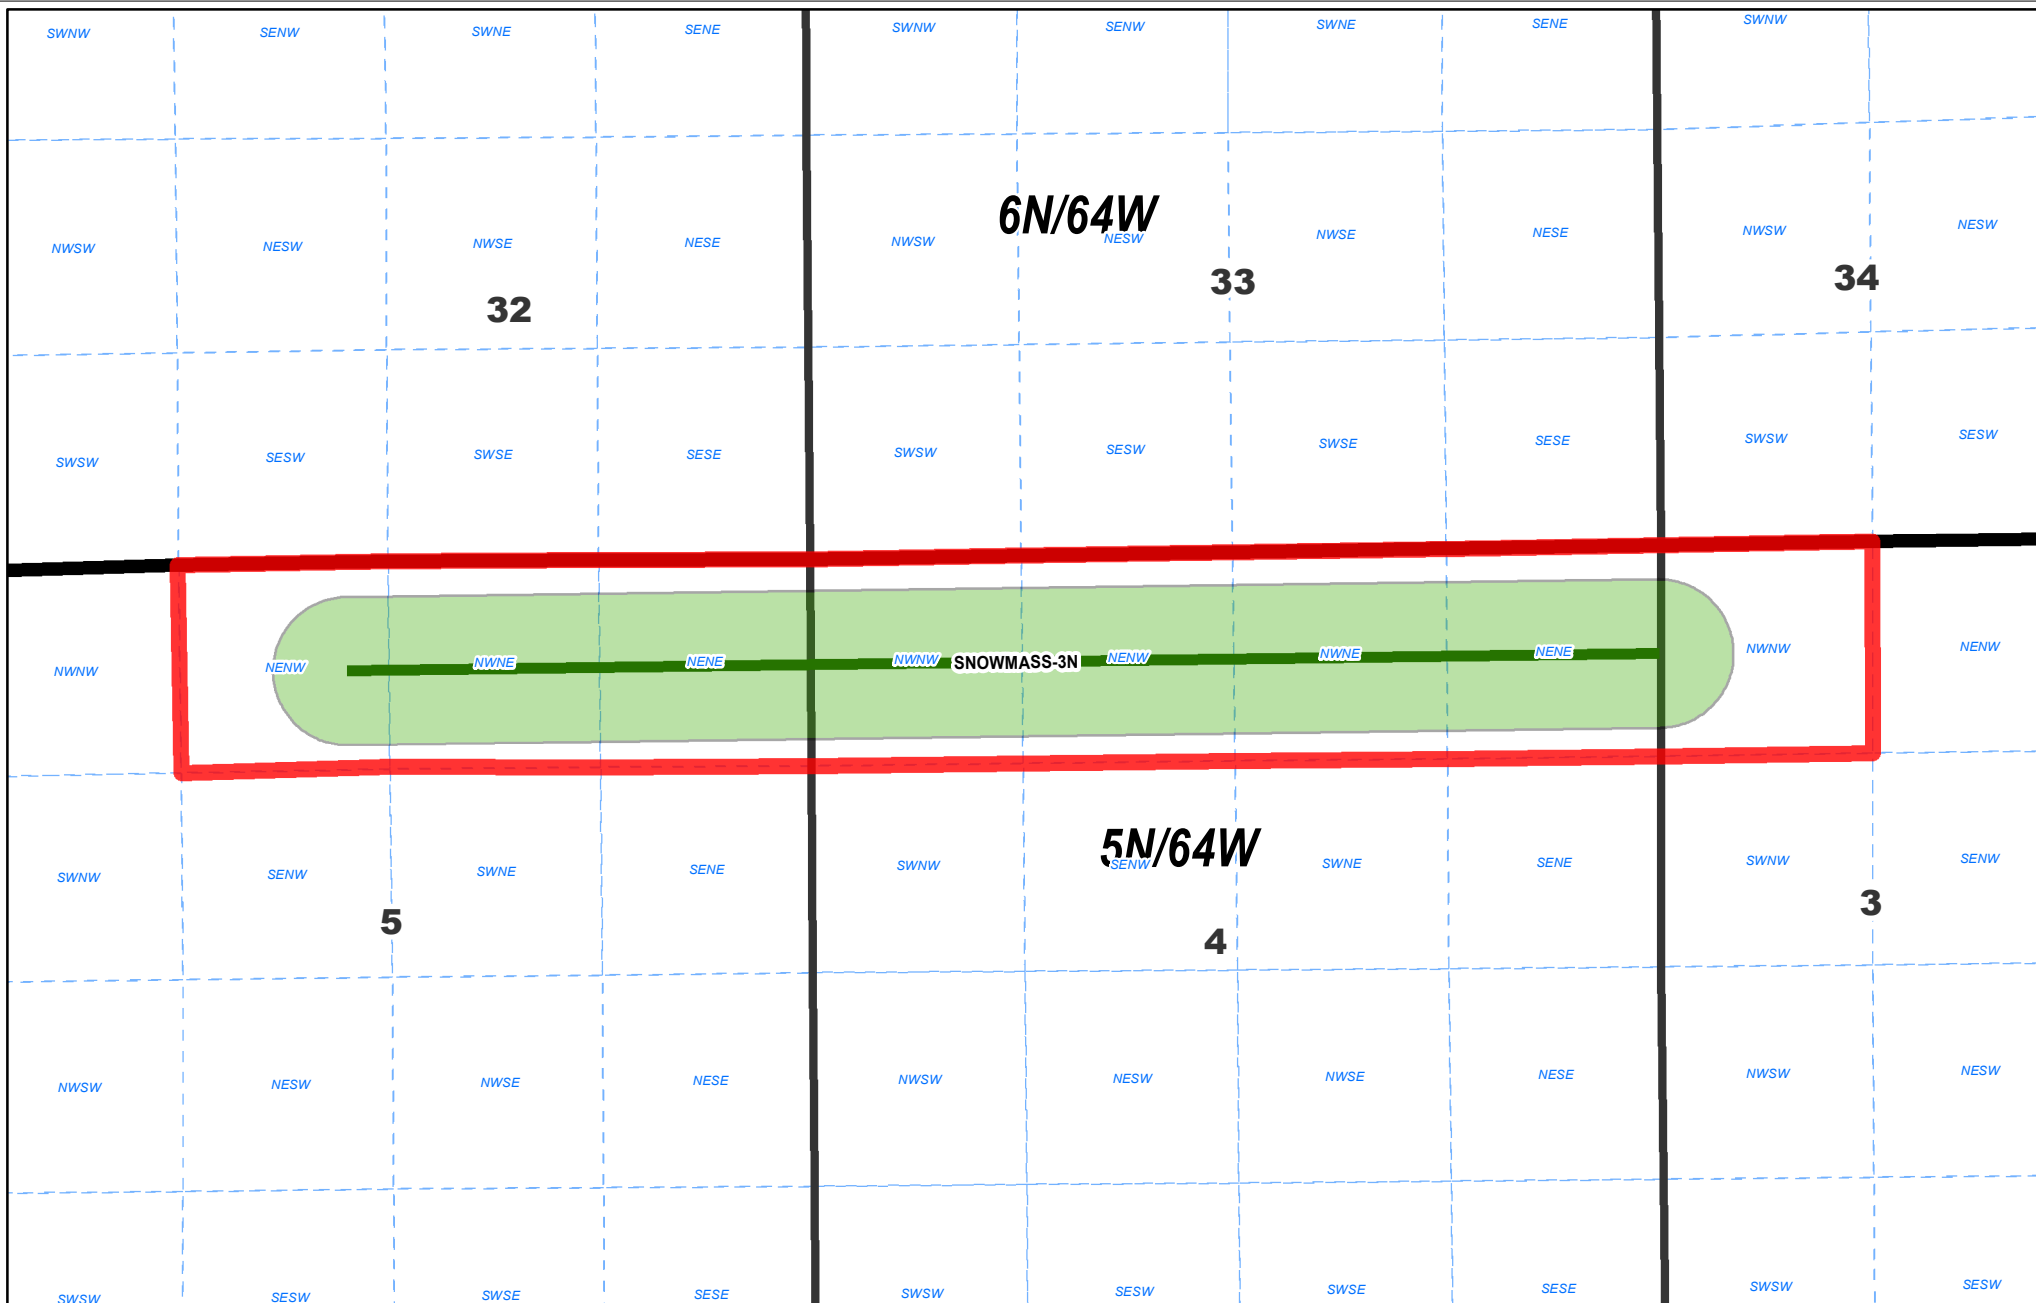 SWNW SENW SWNE SENE SWNW SENW SWNE SENE SWNW
6N/64W
NWSW NESW NWSE NESE NWSW NESW NWSE NESE NWSW NESW
32 33 34
SWSW SESW SWSE SESE SWSW SESW SWSE SESE SWSW SESW
NWNW NENW NWNE NENE NWNW SNOWMASS-3N NENW NWNE NENE NWNW NENW
5N/64W
SWNW SENW SWNE SENE SWNW SENW SWNE SENE SWNW SENW
5 4 3
NWSW NESW NWSE NESE NWSW NESW NWSE NESE NWSW NESW
SWSW SESW SWSE SESE SWSW SESW SWSE SESE SWSW SESW